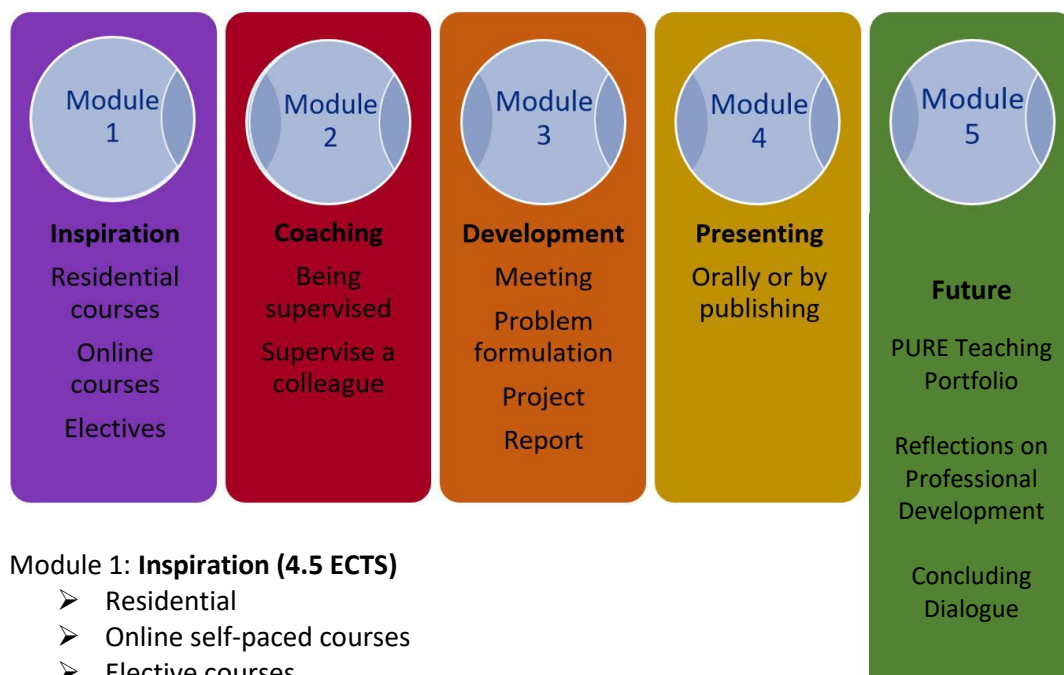 Module
1
Inspiration
Residential
courses
Online
courses
Electives
Module
2
Coaching
Being
supervised
Supervise a
colleague
Module
3
Development
Meeting
Problem
formulation
Project
Report
Module
4
Presenting
Orally or by
publishing
Module
5
Future
PURE Teaching
Portfolio
Reflections on
Professional
Development
Concluding
Dialogue
Module 1: Inspiration (4.5 ECTS)
➢ Residential
➢ Online self-paced courses
➢ Elective courses